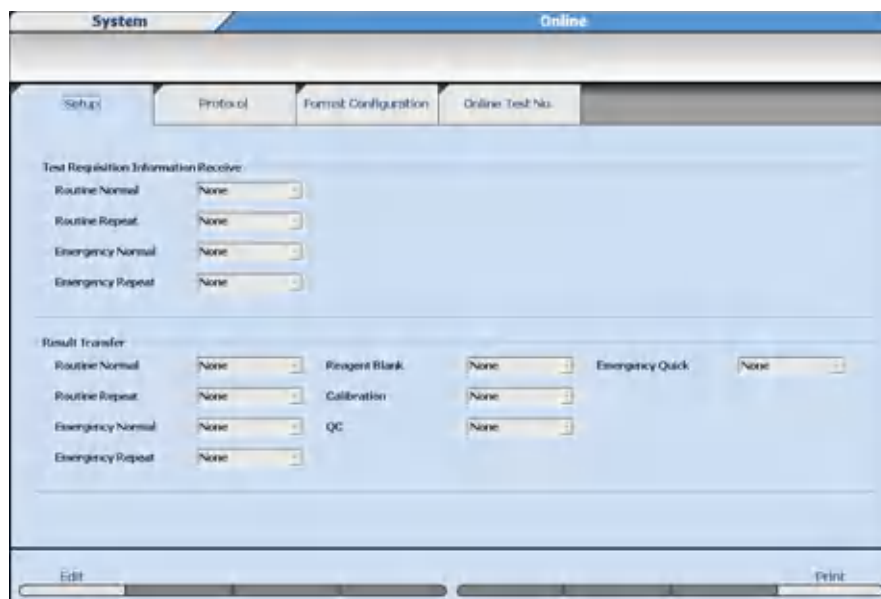 System Online
Setup Protocol Format Configuration Online Test No.
Test Requisition Information Receive
Routine Normal None
Routine Repeat None
Emergency Normal None
Emergency Repeat None
Result Transfer
Routine Normal None Reagent Blank None Emergency Quick None
Routine Repeat None Calibration None
Emergency Normal None QC None
Emergency Repeat None
Edit Print